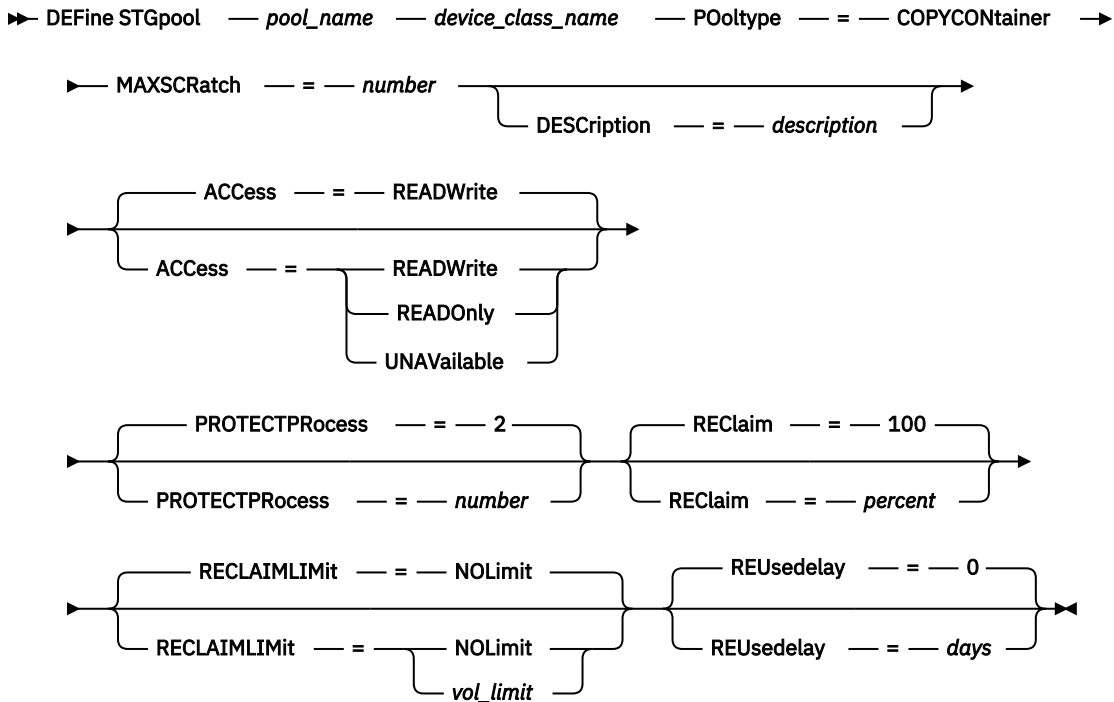 DEFine STGpool pool_name device_class_name POoltype = COPYCONtainer
MAXSCRatch = number
DESCription = description
ACCess = READWrite
ACCess = READWrite
READOnly
UNAVailable
PROTECTPRocess = 2 REClaim = 100
PROTECTPRocess = number REClaim = percent
RECLAIMLIMit = NOLimit REUsedelay = 0
RECLAIMLIMit = NOLimit REUsedelay = days
vol_limit